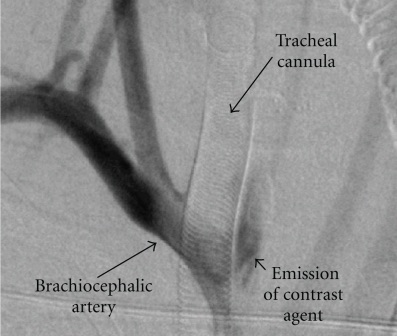 Tracheal
cannula
Brachiocephalic
artery
Emission
of contrast
agent